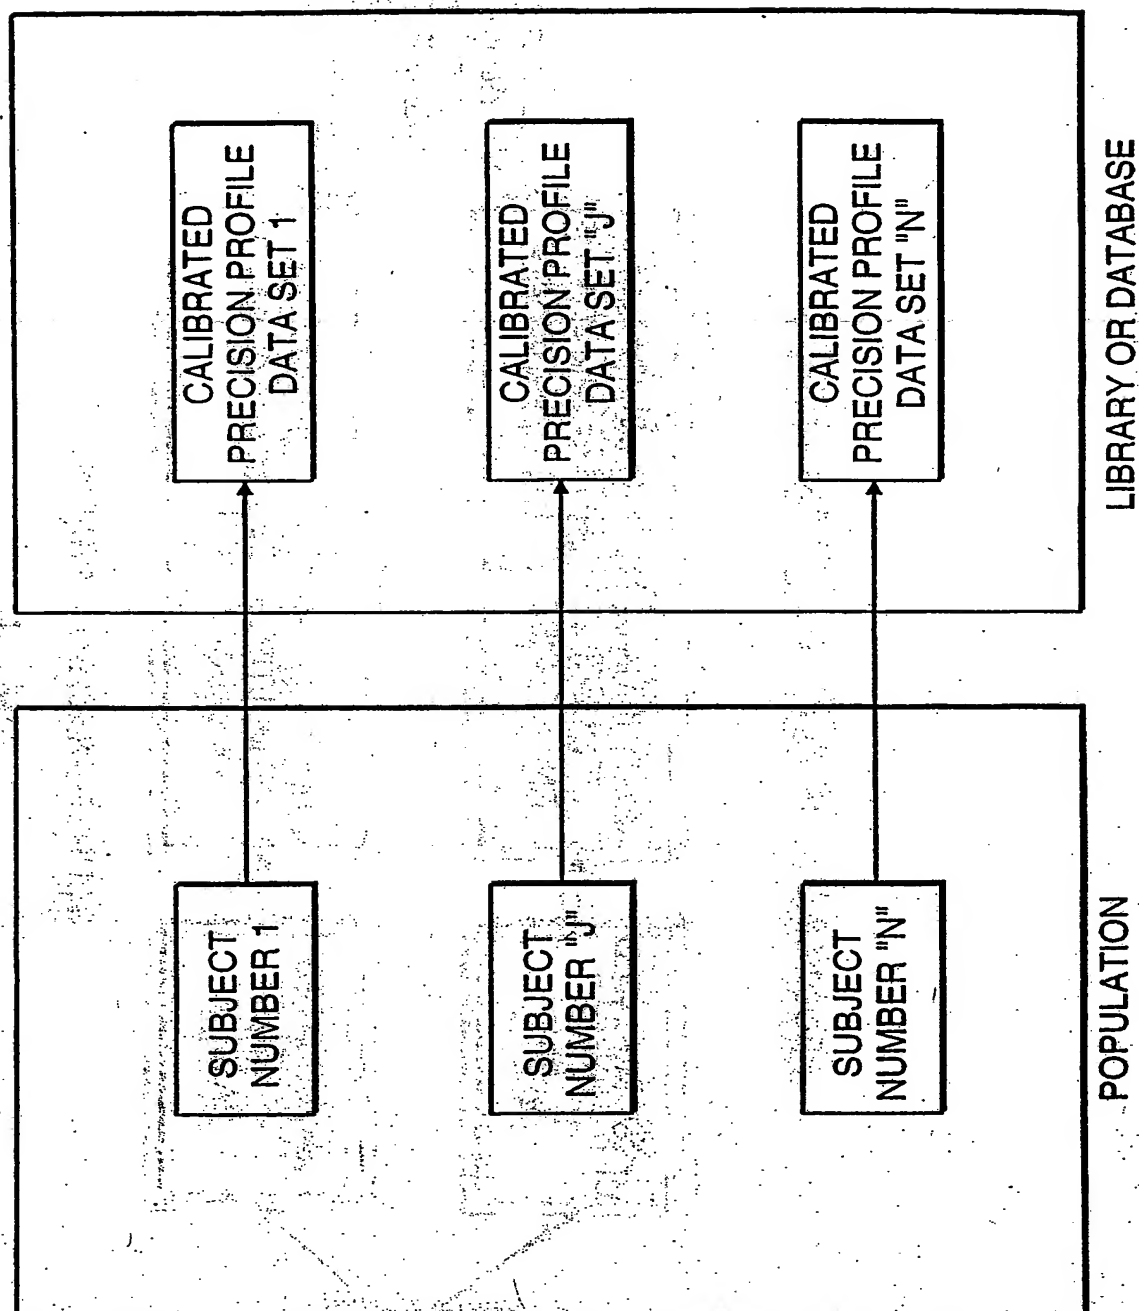 SUBJECT
NUMBER 1
CALIBRATED
PRECISION PROFILE
DATA SET 1
SUBJECT
NUMBER "J"
CALIBRATED
PRECISION PROFILE
DATA SET "J"
SUBJECT
NUMBER "N"
CALIBRATED
PRECISION PROFILE
DATA SET "N"
POPULATION
LIBRARY OR DATABASE